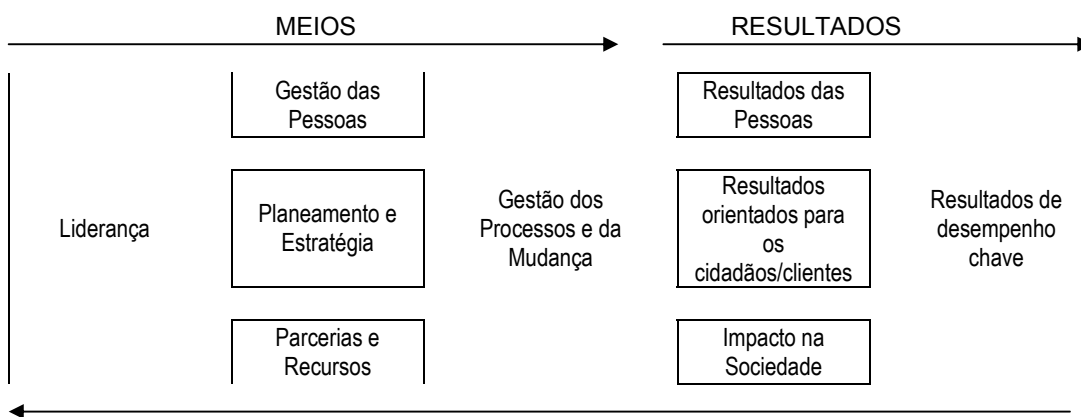 MEIOS
RESULTADOS
Gestão das
Pessoas
Resultados das
Pessoas
Liderança
Planeamento e
Estratégia
Gestão dos
Processos e da
Mudança
Resultados
orientados para
os
cidadãos/clientes
Resultados de
desempenho
chave
Parcerias e
Recursos
Impacto na
Sociedade